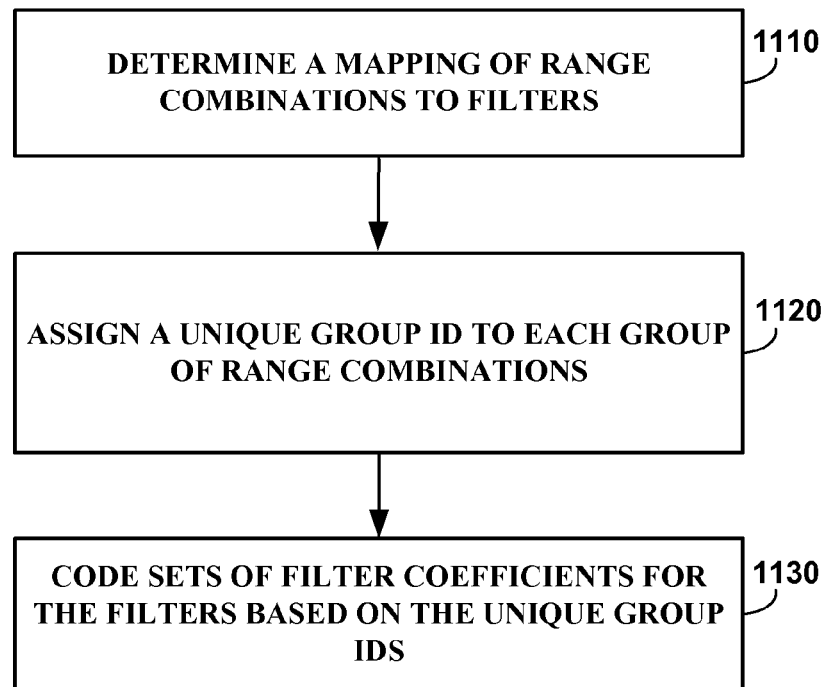 DETERMINE A MAPPING OF RANGE
COMBINATIONS TO FILTERS
1110
ASSIGN A UNIQUE GROUP ID TO EACH GROUP
OF RANGE COMBINATIONS
1120
CODE SETS OF FILTER COEFFICIENTS FOR
THE FILTERS BASED ON THE UNIQUE GROUP
IDS
1130